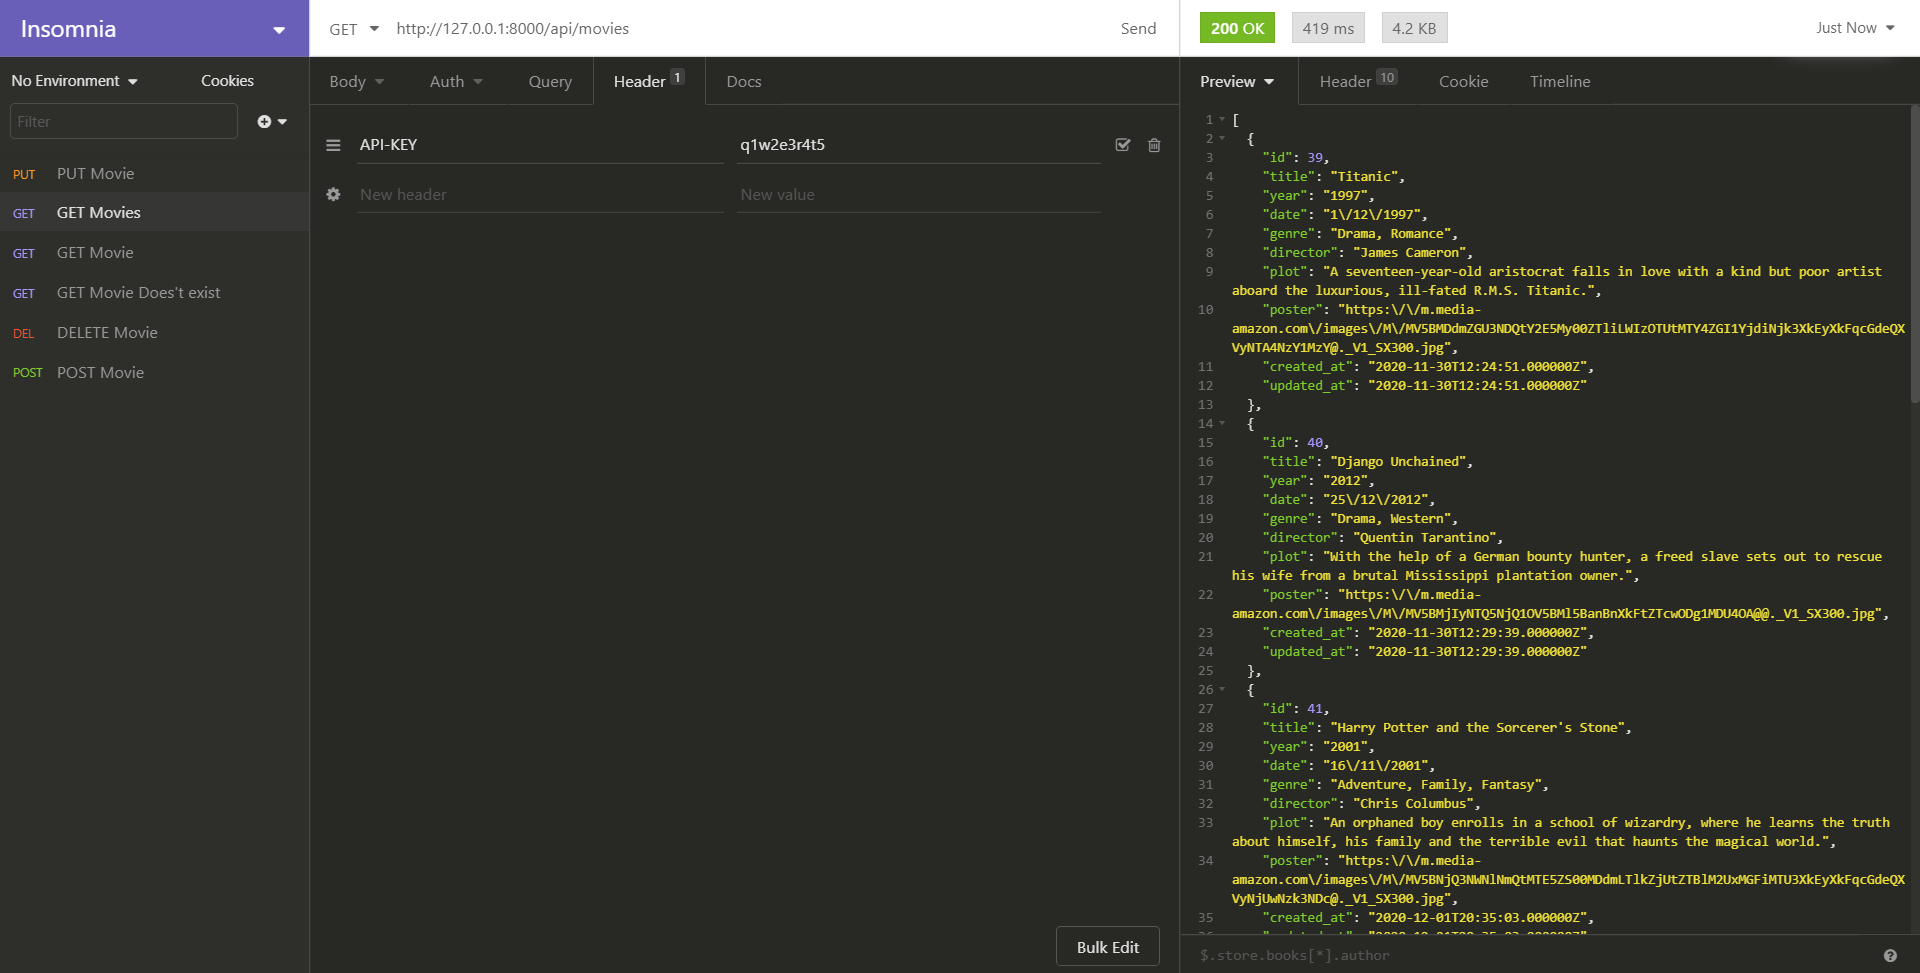 Insomnia
GET
http://127.0.0.1:8000/api/movies
Send
200 OK
419 ms
4.2 KB
Just Now
No Environment
Cookies
Body
Auth
Query
Header 1
Docs
Preview
Header 10
Cookie
Timeline
Filter
PUT PUT Movie
GET GET Movies
GET GET Movie
GET GET Movie Does't exist
DEL DELETE Movie
POST POST Movie
API-KEY
q1w2e3r4t5
New header
New value
Bulk Edit
1 [
2 {
3 "id": 39,
4 "title": "Titanic",
5 "year": "1997",
6 "date": "1\/12\/1997",
7 "genre": "Drama, Romance",
8 "director": "James Cameron",
9 "plot": "A seventeen-year-old aristocrat falls in love with a kind but poor artist
aboard the luxurious, ill-fated R.M.S. Titanic.",
10 "poster": "https:\/\/m.media-
amazon.com\/images\/M\/MV5BMDdmZGU3NDQtY2E5My00ZTliLWIzOTUtMTY4ZGI1YjdiNjk3XkEyXkFqcGdeQX
VyNTA4NzY1MzY@._V1_SX300.jpg",
11 "created_at": "2020-11-30T12:24:51.000000Z",
12 "updated_at": "2020-11-30T12:24:51.000000Z"
13 },
14 {
15 "id": 40,
16 "title": "Django Unchained",
17 "year": "2012",
18 "date": "25\/12\/2012",
19 "genre": "Drama, Western",
20 "director": "Quentin Tarantino",
21 "plot": "With the help of a German bounty hunter, a freed slave sets out to rescue
his wife from a brutal Mississippi plantation owner.",
22 "poster": "https:\/\/m.media-
amazon.com\/images\/M\/MV5BMjIyNTQ5NjQ1OV5BMl5BanBnXkFtZTcwODg1MDU4OA@@._V1_SX300.jpg",
23 "created_at": "2020-11-30T12:29:39.000000Z",
24 "updated_at": "2020-11-30T12:29:39.000000Z"
25 },
26 {
27 "id": 41,
28 "title": "Harry Potter and the Sorcerer's Stone",
29 "year": "2001",
30 "date": "16\/11\/2001",
31 "genre": "Adventure, Family, Fantasy",
32 "director": "Chris Columbus",
33 "plot": "An orphaned boy enrolls in a school of wizardry, where he learns the truth
about himself, his family and the terrible evil that haunts the magical world.",
34 "poster": "https:\/\/m.media-
amazon.com\/images\/M\/MV5BNjQ3NWNlNmQtMTE5ZS00MDdmLTlkZjUtZTBlM2UxMGFiMTU3XkEyXkFqcGdeQX
VyNjUwNzk3NDc@._V1_SX300.jpg",
35 "created_at": "2020-12-01T20:35:03.000000Z",
$.store.books[*].author